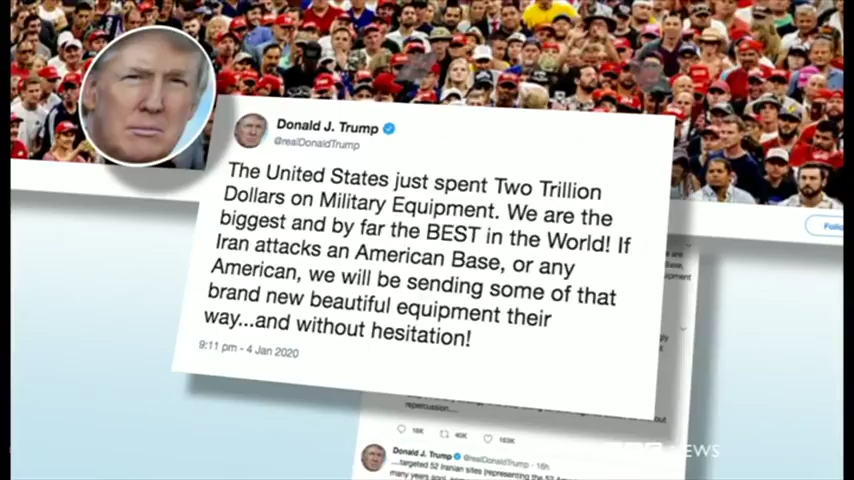 Donald J. Trump
@realDonaldTrump
The United States just spent Two Trillion
Dollars on Military Equipment. We are the
biggest and by far the BEST in the World! If
Iran attacks an American Base, or any
American, we will be sending some of that
brand new beautiful equipment their
way...and without hesitation!
9:11 pm - 4 Jan 2020
repercussion....
40K
Donald J. Trump @realDonaldTrump · 16h
....targeted 52 Iranian sites (representing the 52
many years ago
NEWS